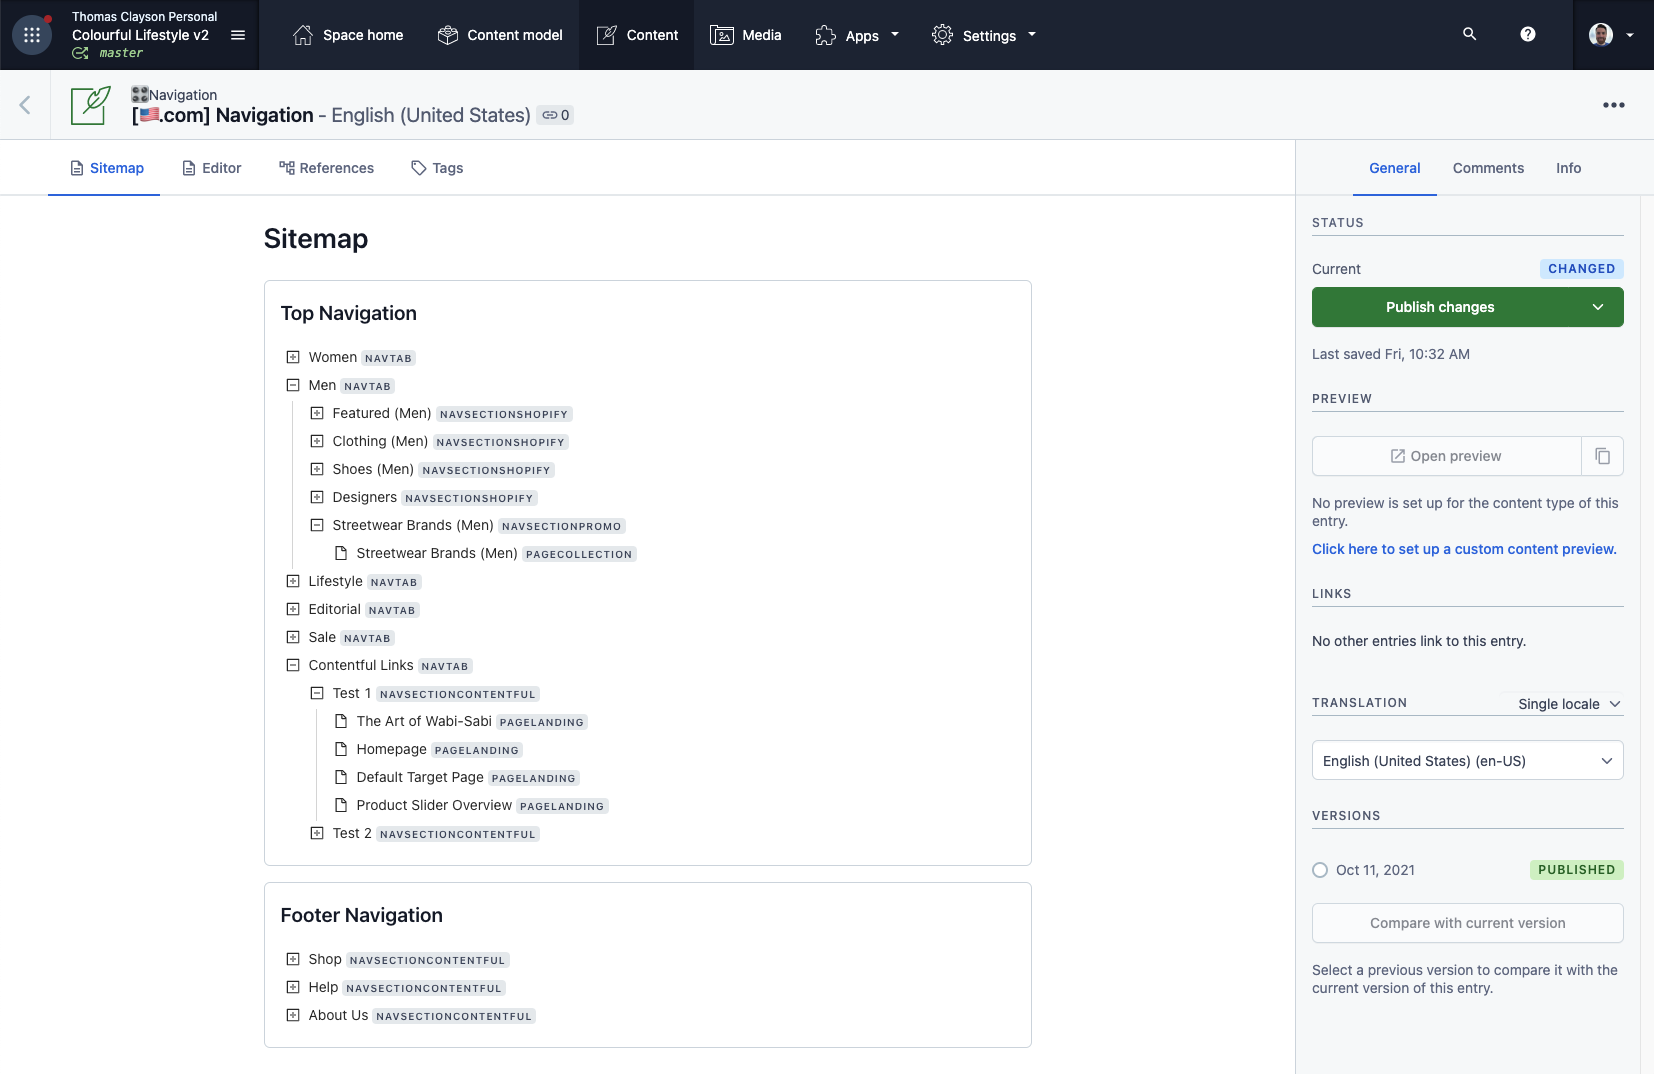 Thomas Clayson Personal
Colourful Lifestyle v2
master
Space home
Content model
Content
Media
Apps
Settings
Navigation
[🇺🇸.com] Navigation - English (United States) 0
Sitemap
Editor
References
Tags
General
Comments
Info
Sitemap
Top Navigation
Women NAVTAB
Men NAVTAB
Featured (Men) NAVSECTIONSHOPIFY
Clothing (Men) NAVSECTIONSHOPIFY
Shoes (Men) NAVSECTIONSHOPIFY
Designers NAVSECTIONSHOPIFY
Streetwear Brands (Men) NAVSECTIONPROMO
Streetwear Brands (Men) PAGECOLLECTION
Lifestyle NAVTAB
Editorial NAVTAB
Sale NAVTAB
Contentful Links NAVTAB
Test 1 NAVSECTIONCONTENTFUL
The Art of Wabi-Sabi PAGELANDING
Homepage PAGELANDING
Default Target Page PAGELANDING
Product Slider Overview PAGELANDING
Test 2 NAVSECTIONCONTENTFUL
Footer Navigation
Shop NAVSECTIONCONTENTFUL
Help NAVSECTIONCONTENTFUL
About Us NAVSECTIONCONTENTFUL
STATUS
Current CHANGED
Publish changes
Last saved Fri, 10:32 AM
PREVIEW
Open preview
No preview is set up for the content type of this
entry.
Click here to set up a custom content preview.
LINKS
No other entries link to this entry.
TRANSLATION Single locale
English (United States) (en-US)
VERSIONS
Oct 11, 2021 PUBLISHED
Compare with current version
Select a previous version to compare it with the
current version of this entry.